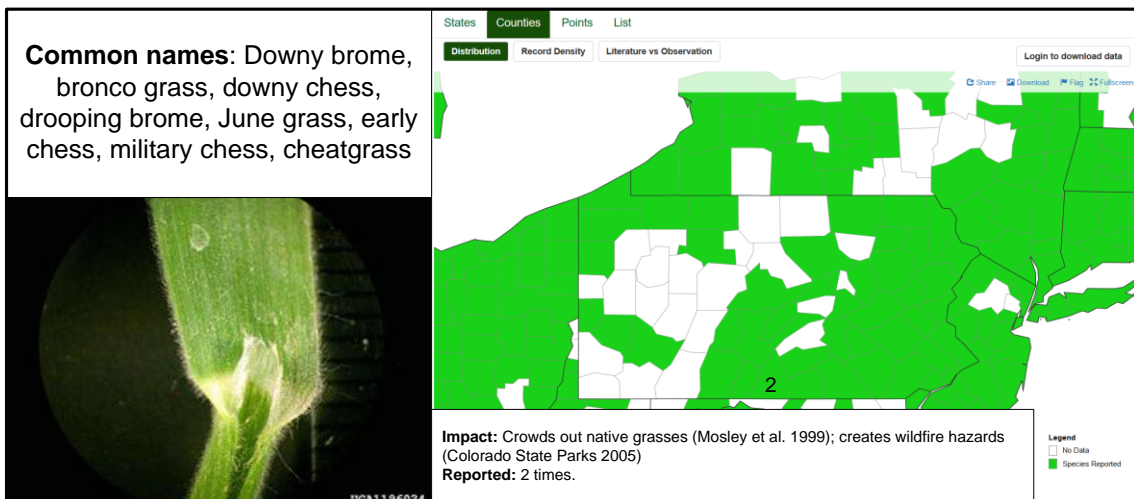 Common names: Downy brome,
bronco grass, downy chess,
drooping brome, June grass, early
chess, military chess, cheatgrass
States Counties Points List
Distribution Record Density Literature vs Observation
Login to download data
Share Download Flag Fullscreen
2
Impact: Crowds out native grasses (Mosley et al. 1999); creates wildfire hazards
(Colorado State Parks 2005)
Reported: 2 times.
Legend
No Data
Species Reported